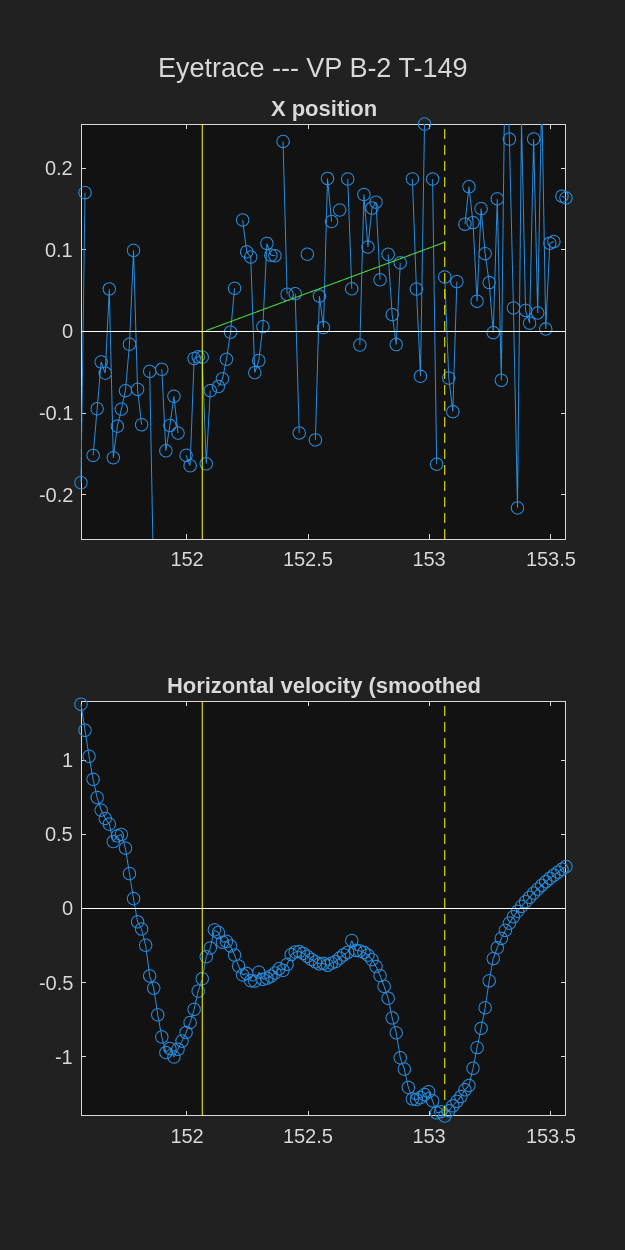 Eyetrace --- VP B-2 T-149
X position
0.2
0.1
0
-0.1
-0.2
152 152.5 153 153.5
Horizontal velocity (smoothed
1
0.5
0
-0.5
-1
152 152.5 153 153.5